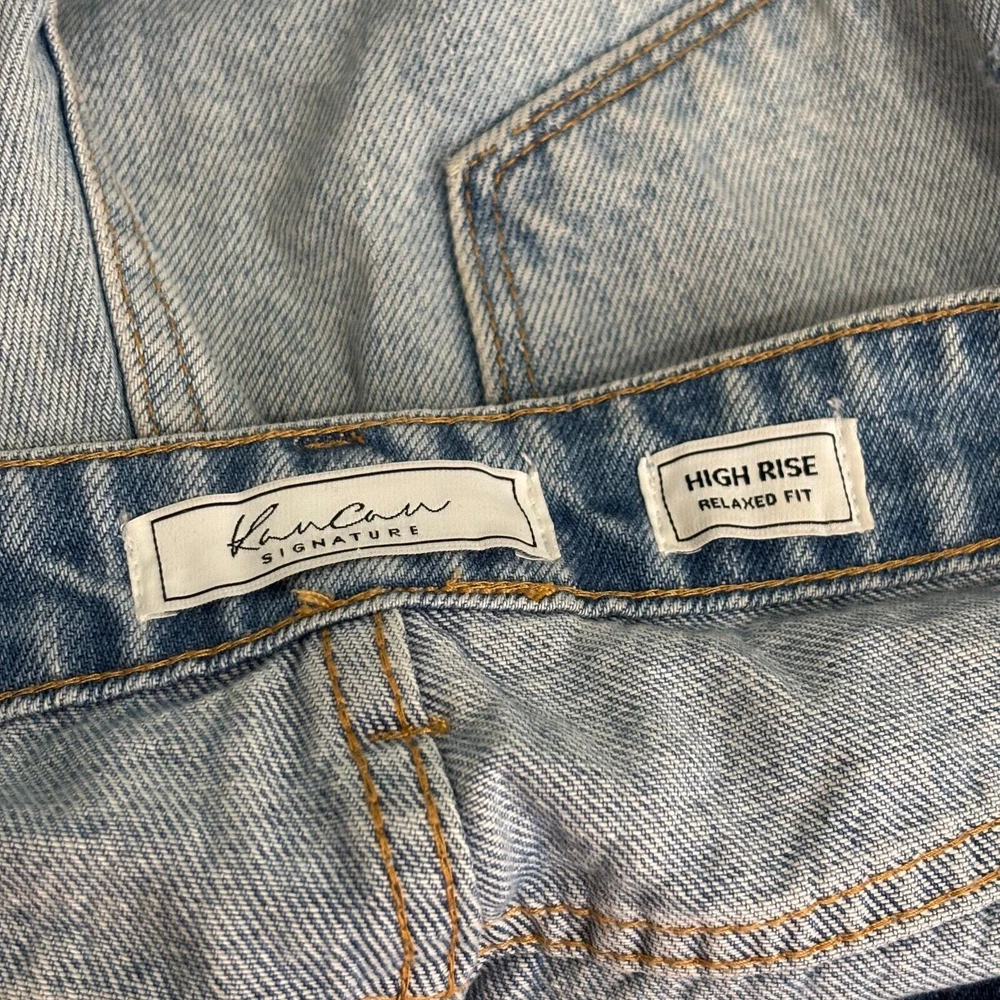 KanCan
SIGNATURE
HIGH RISE
RELAXED FIT